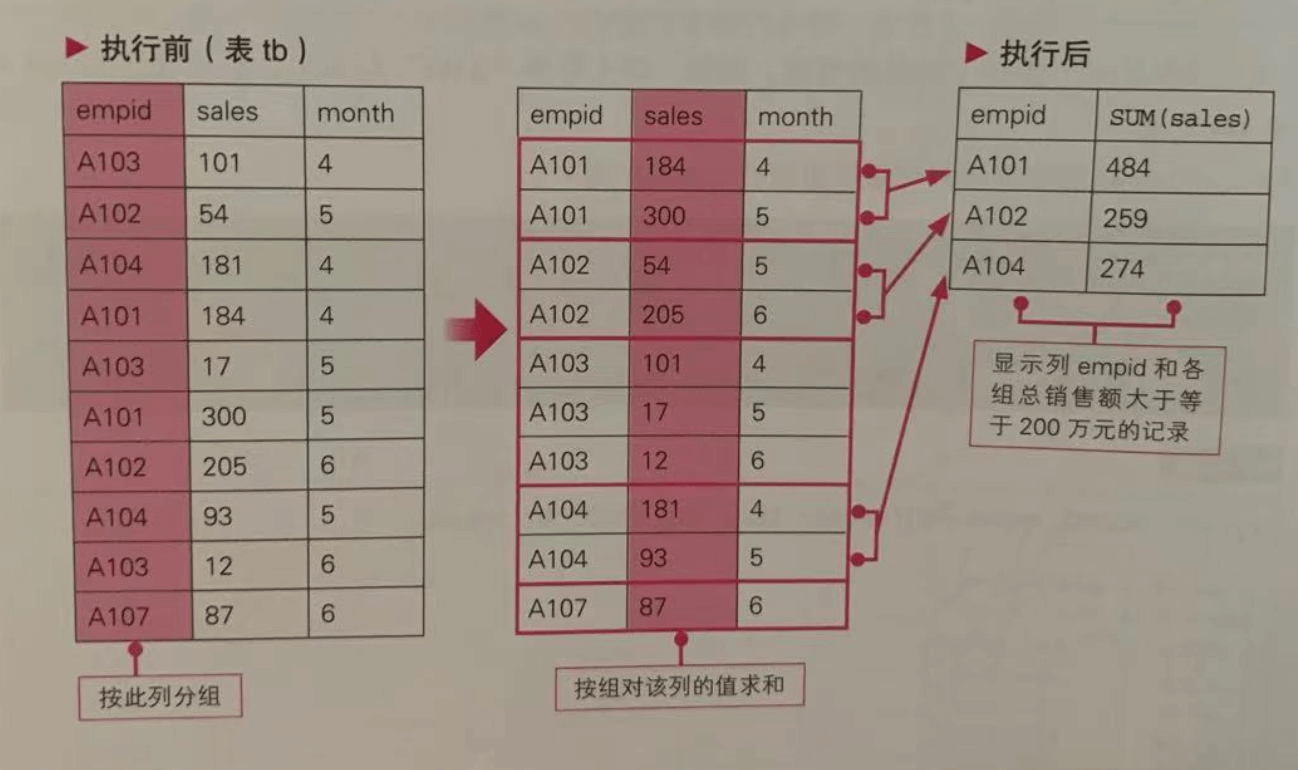 ▶ 执行前（表 tb）
empid sales month
A103 101 4
A102 54 5
A104 181 4
A101 184 4
A103 17 5
A101 300 5
A102 205 6
A104 93 5
A103 12 6
A107 87 6
按此列分组
empid sales month
A101 184 4
A101 300 5
A102 54 5
A102 205 6
A103 101 4
A103 17 5
A103 12 6
A104 181 4
A104 93 5
A107 87 6
按组对该列的值求和
▶ 执行后
empid SUM(sales)
A101 484
A102 259
A104 274
显示列 empid 和各
组总销售额大于等
于 200 万元的记录